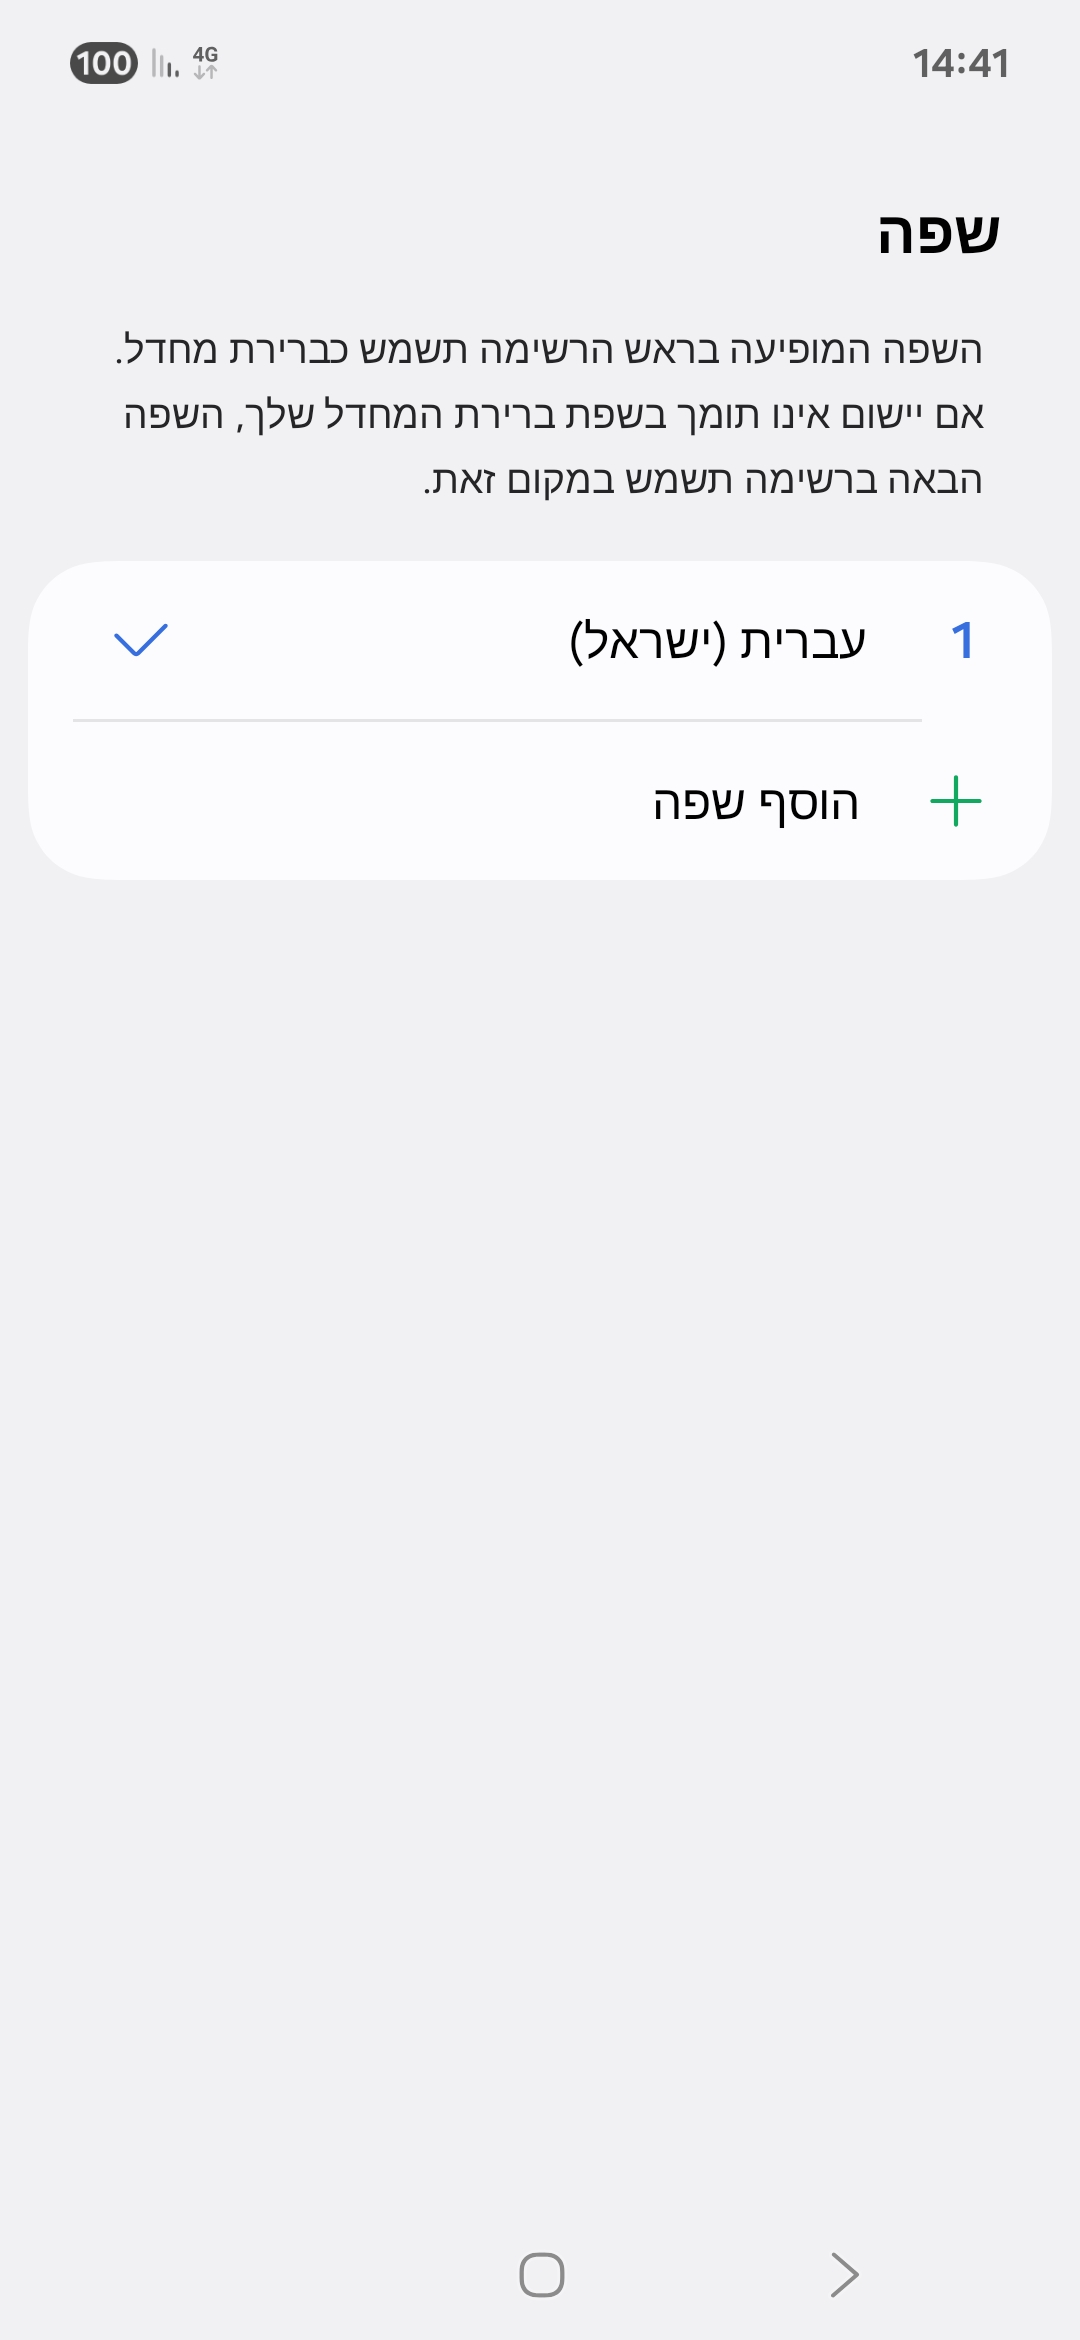 14:41
4G
100
שפה
השפה המופיעה בראש הרשימה תשמש כברירת מחדל.
אם יישום אינו תומך בשפת ברירת המחדל שלך, השפה
הבאה ברשימה תשמש במקום זאת.
1 עברית (ישראל)
הוסף שפה